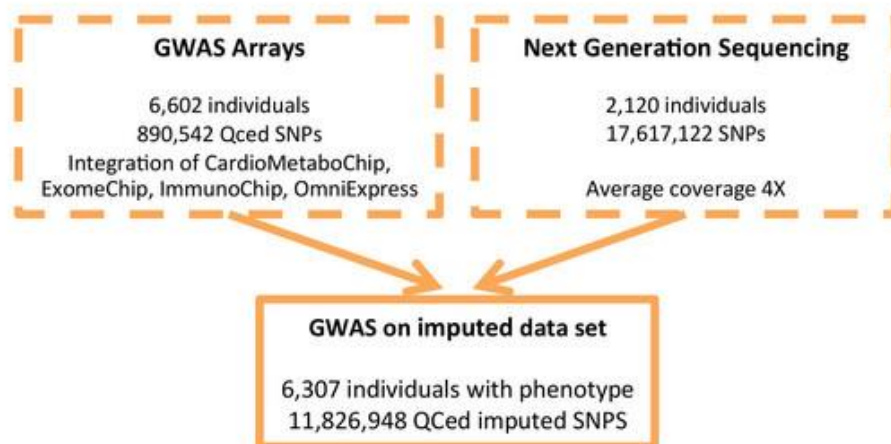 GWAS Arrays
6,602 individuals
890,542 Qced SNPs
Integration of CardioMetaboChip,
ExomeChip, ImmunoChip, OmniExpress
Next Generation Sequencing
2,120 individuals
17,617,122 SNPs
Average coverage 4X
GWAS on imputed data set
6,307 individuals with phenotype
11,826,948 QCed imputed SNPS